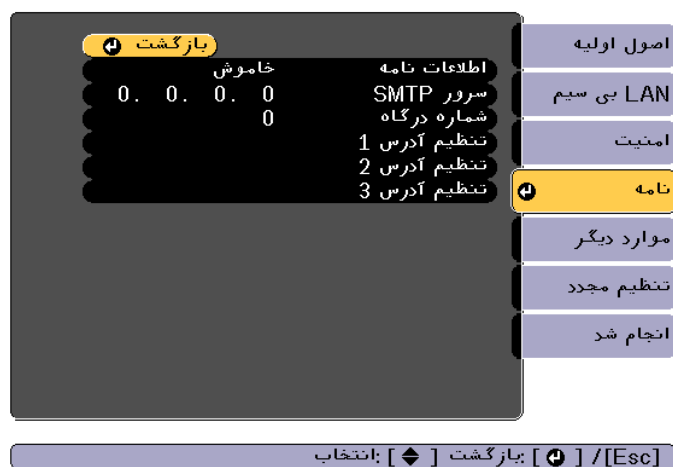 اصول اولیه
LAN بی سیم
امنیت
نامه
موارد دیگر
تنظیم مجدد
انجام شد
بازگشت
اطلاعات نامه خاموش
سرور SMTP 0. 0. 0. 0
شماره درگاه 0
تنظیم آدرس 1
تنظیم آدرس 2
تنظیم آدرس 3
[Esc] / [ ] :بازگشت [ ] :انتخاب